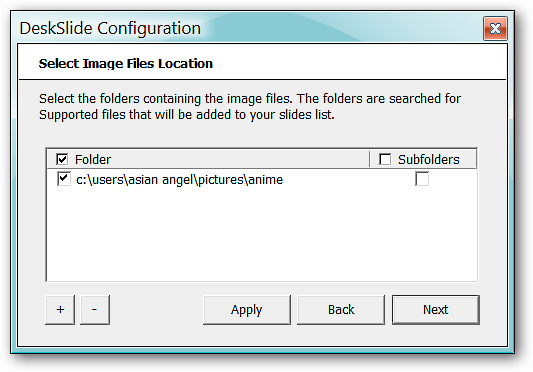 DeskSlide Configuration
Select Image Files Location
Select the folders containing the image files. The folders are searched for
Supported files that will be added to your slides list.
Folder Subfolders
c:\users\asian angel\pictures\anime
+ - Apply Back Next